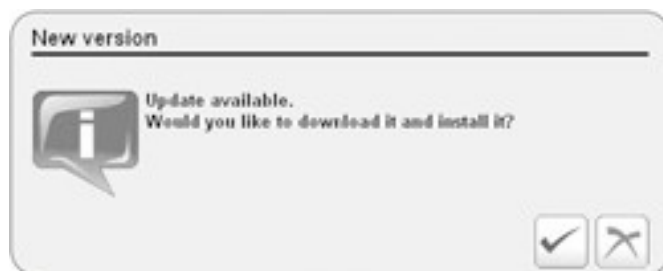 New version
Update available.
Would you like to download it and install it?